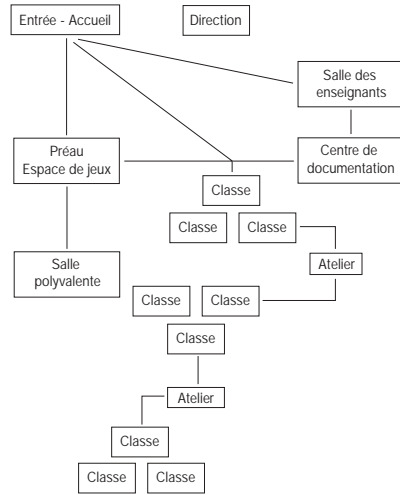 Entrée - Accueil
Direction
Salle des
enseignants
Préau
Espace de jeux
Centre de
documentation
Classe
Classe
Classe
Salle
polyvalente
Atelier
Classe
Classe
Classe
Atelier
Classe
Classe
Classe